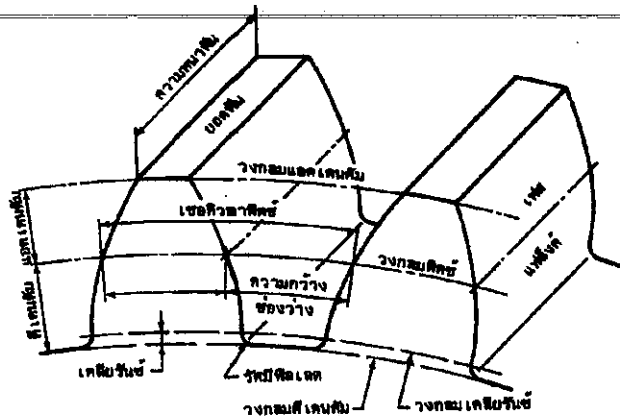 ความหนาฟัน
ยอดฟัน
วงกลมแอดเดนดัม
เซอคิวลาพิตช์
แอดเดนดัม
วงกลมพิตช์
เฟส
แฟล็งค์
ดีเดนดัม
ความกว้าง
ช่องว่าง
เคลียรันซ์
รัศมีฟิลเลต
วงกลมดีเดนดัม
วงกลมเคลียรันซ์